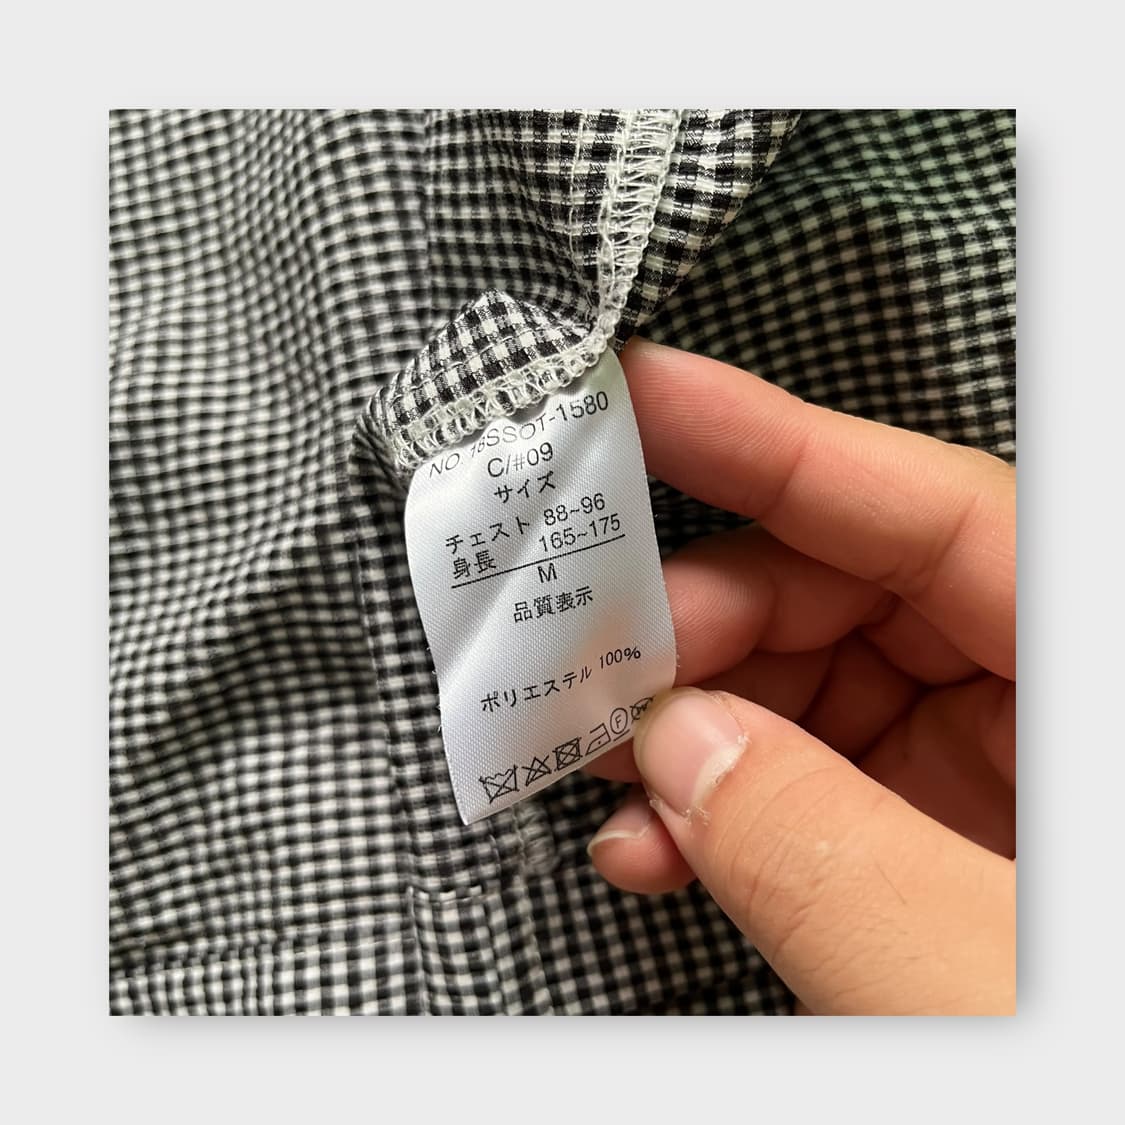 NO. 18SSOT-1580
C/#09
サイズ
チェスト 88~96
身長 165~175
M
品質表示
ポリエステル 100%